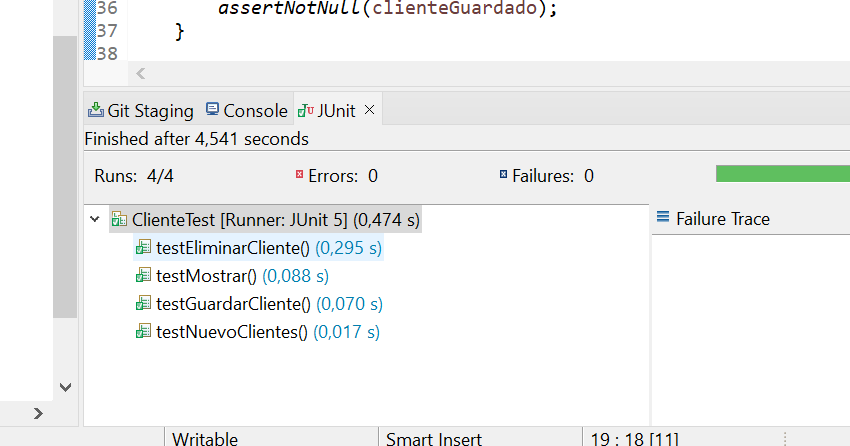 36 assertNotNull(clienteGuardado);
37 }
38
Git Staging Console JUnit
Finished after 4,541 seconds
Runs: 4/4 Errors: 0 Failures: 0
ClienteTest [Runner: JUnit 5] (0,474 s)
Failure Trace
testEliminarCliente() (0,295 s)
testMostrar() (0,088 s)
testGuardarCliente() (0,070 s)
testNuevoClientes() (0,017 s)
Writable Smart Insert 19 : 18 [11]